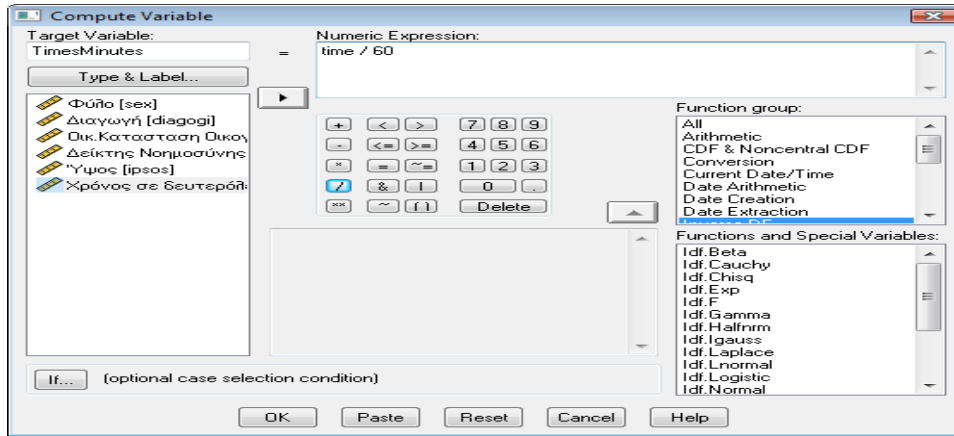 Compute Variable
Target Variable:
TimesMinutes
=
Numeric Expression:
time / 60
Type & Label...
Φύλο [sex]
Διαγωγή [diagogi]
Οικ.Κατασταση Οικογ
Δείκτης Νοημοσύνης
Ύψος [ipsos]
Χρόνος σε δευτερόλ
+ < > 7 8 9
- <= >= 4 5 6
* = ~= 1 2 3
/ & | 0 .
** ~ ( ) Delete
Function group:
All
Arithmetic
CDF & Noncentral CDF
Conversion
Current Date/Time
Date Arithmetic
Date Creation
Date Extraction
Inverse DF
Functions and Special Variables:
Idf.Beta
Idf.Cauchy
Idf.Chisq
Idf.Exp
Idf.F
Idf.Gamma
Idf.Halfnrm
Idf.Igauss
Idf.Laplace
Idf.Lnormal
Idf.Logistic
Idf.Normal
If... (optional case selection condition)
OK Paste Reset Cancel Help